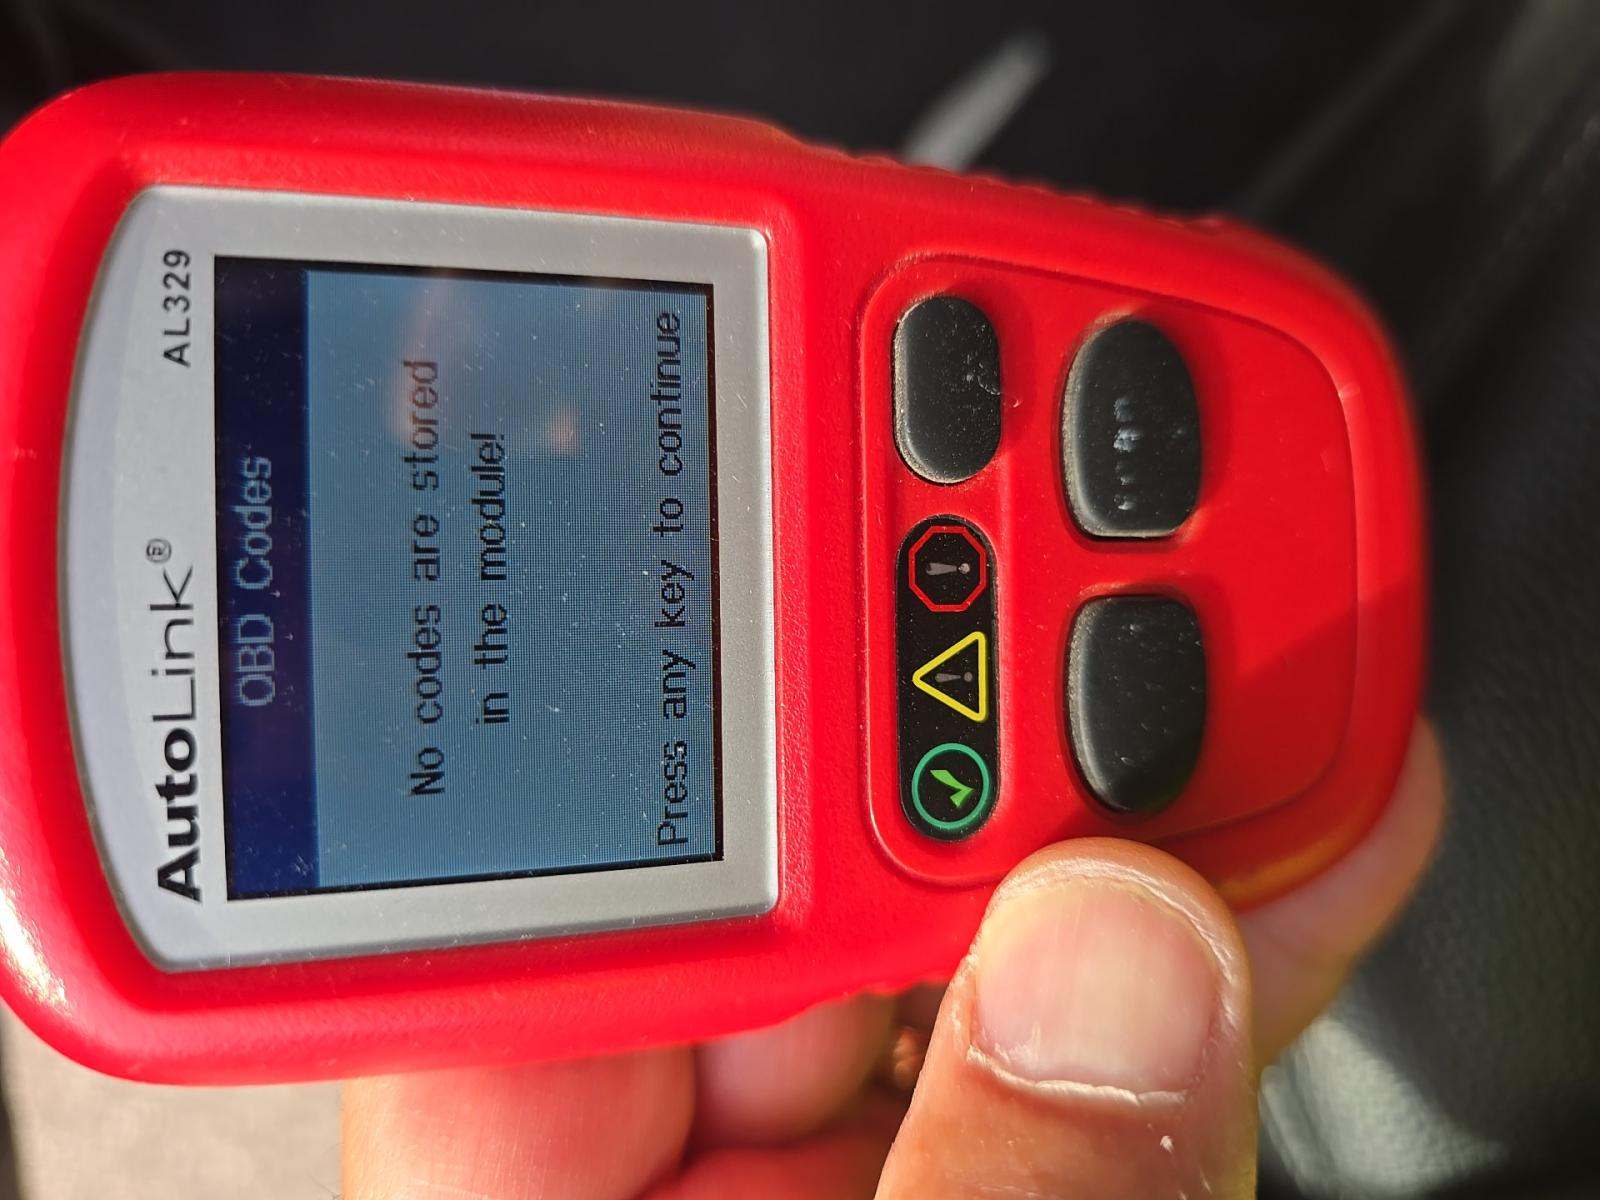 AutoLink® AL329
OBD Codes
No codes are stored
in the module!
Press any key to continue